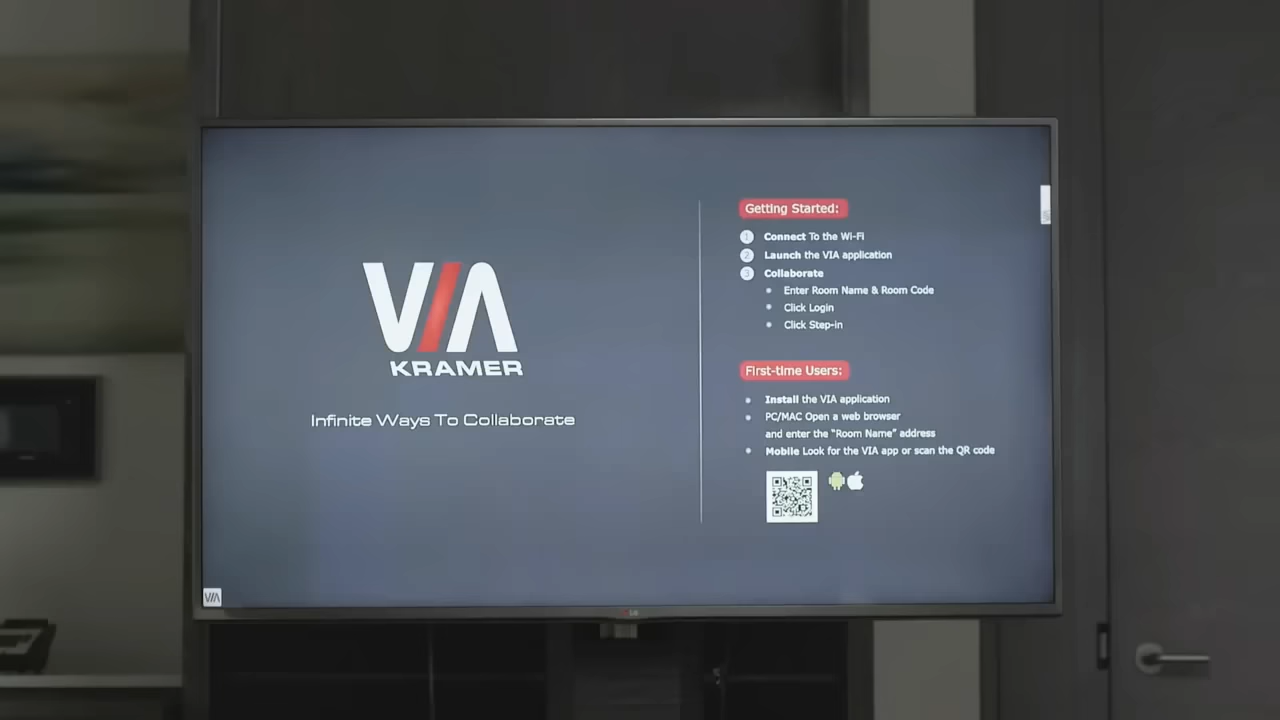 VIA
KRAMER
Infinite Ways To Collaborate
Getting Started:
1 Connect To the Wi-Fi
2 Launch the VIA application
3 Collaborate
Enter Room Name & Room Code
Click Login
Click Step-in
First-time Users:
Install the VIA application
PC/MAC Open a web browser
and enter the “Room Name” address
Mobile Look for the VIA app or scan the QR code
VIA
LG